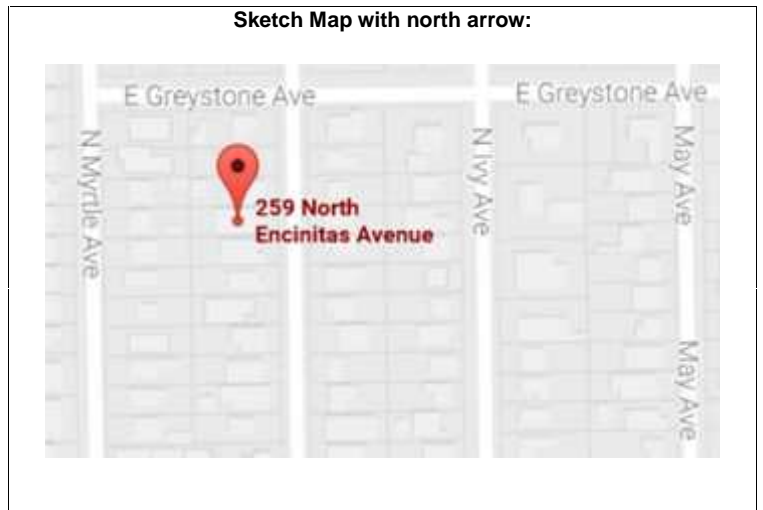 Sketch Map with north arrow:
E Greystone Ave
E Greystone Ave
N Myrtle Ave
N Ivy Ave
May Ave
259 North
Encinitas Avenue
May Ave